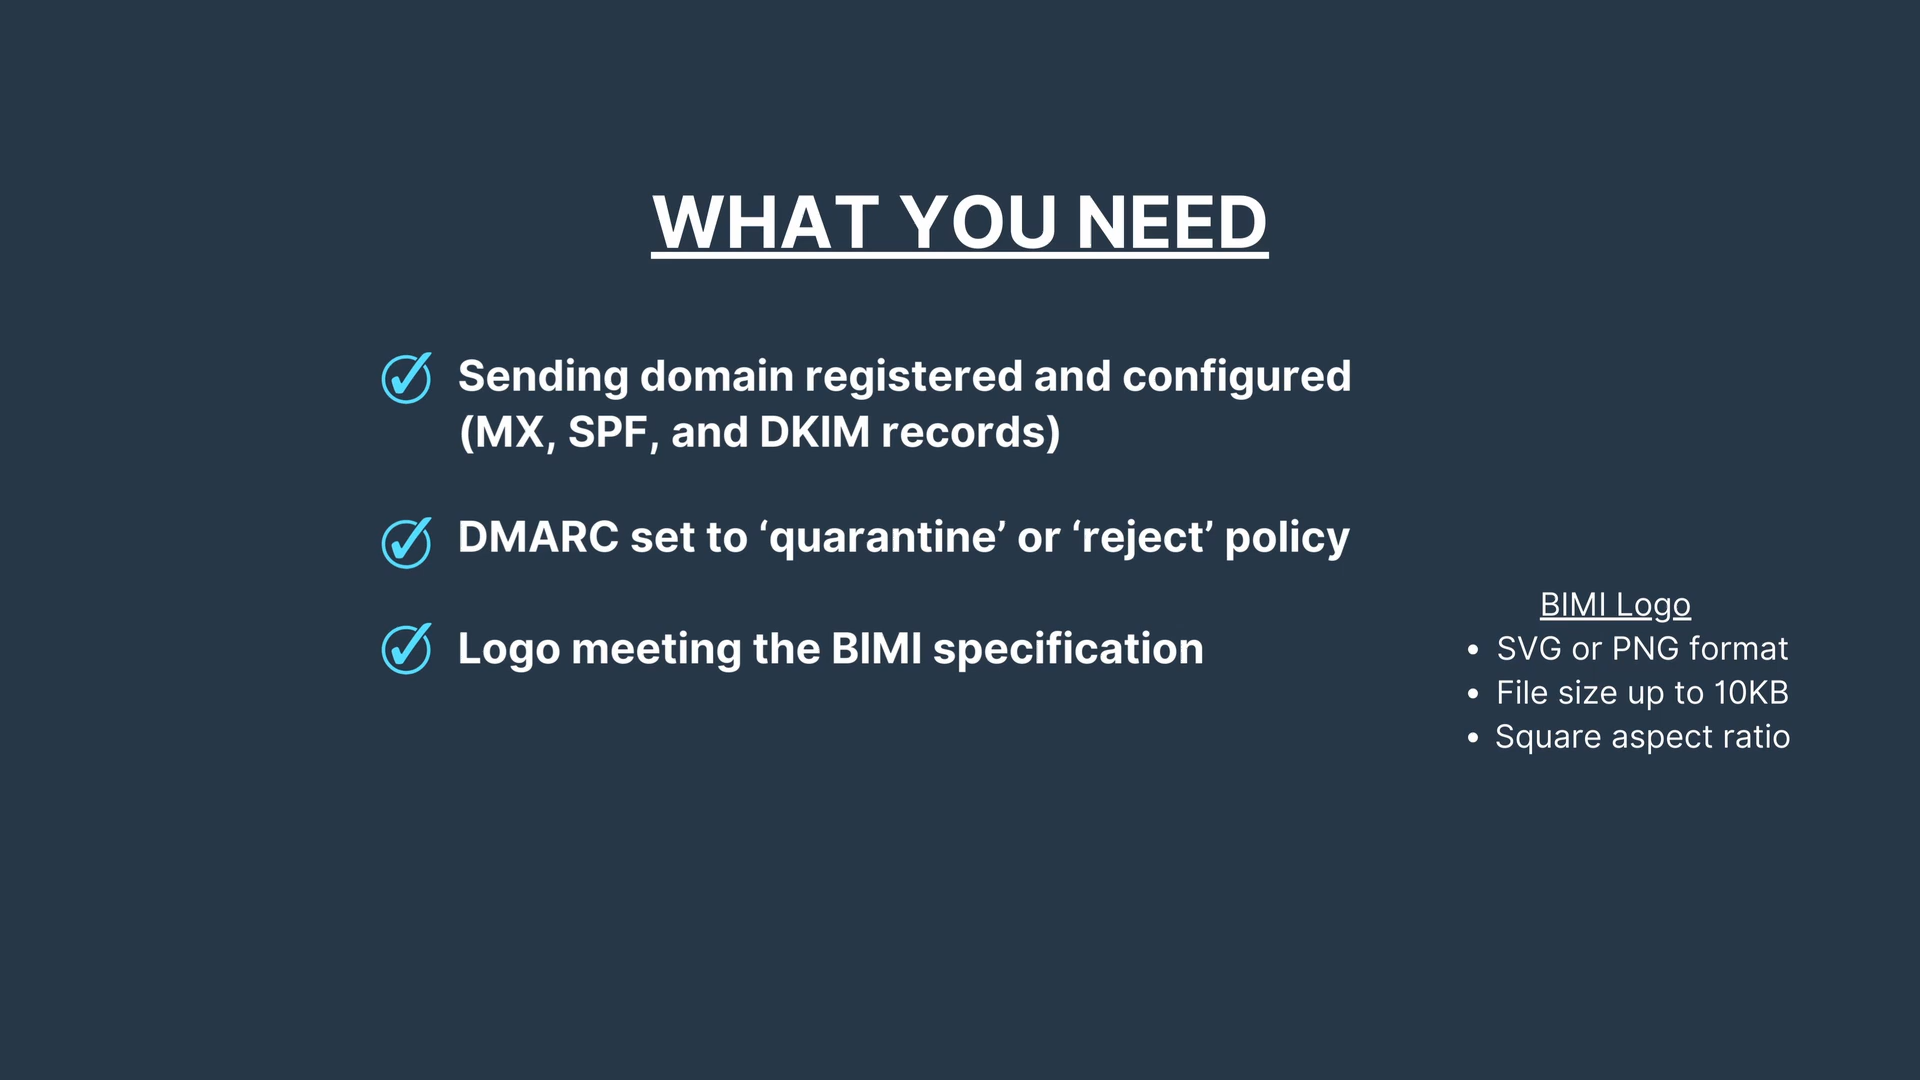 WHAT YOU NEED
Sending domain registered and configured
(MX, SPF, and DKIM records)
DMARC set to ‘quarantine’ or ‘reject’ policy
Logo meeting the BIMI specification
BIMI Logo
• SVG or PNG format
• File size up to 10KB
• Square aspect ratio